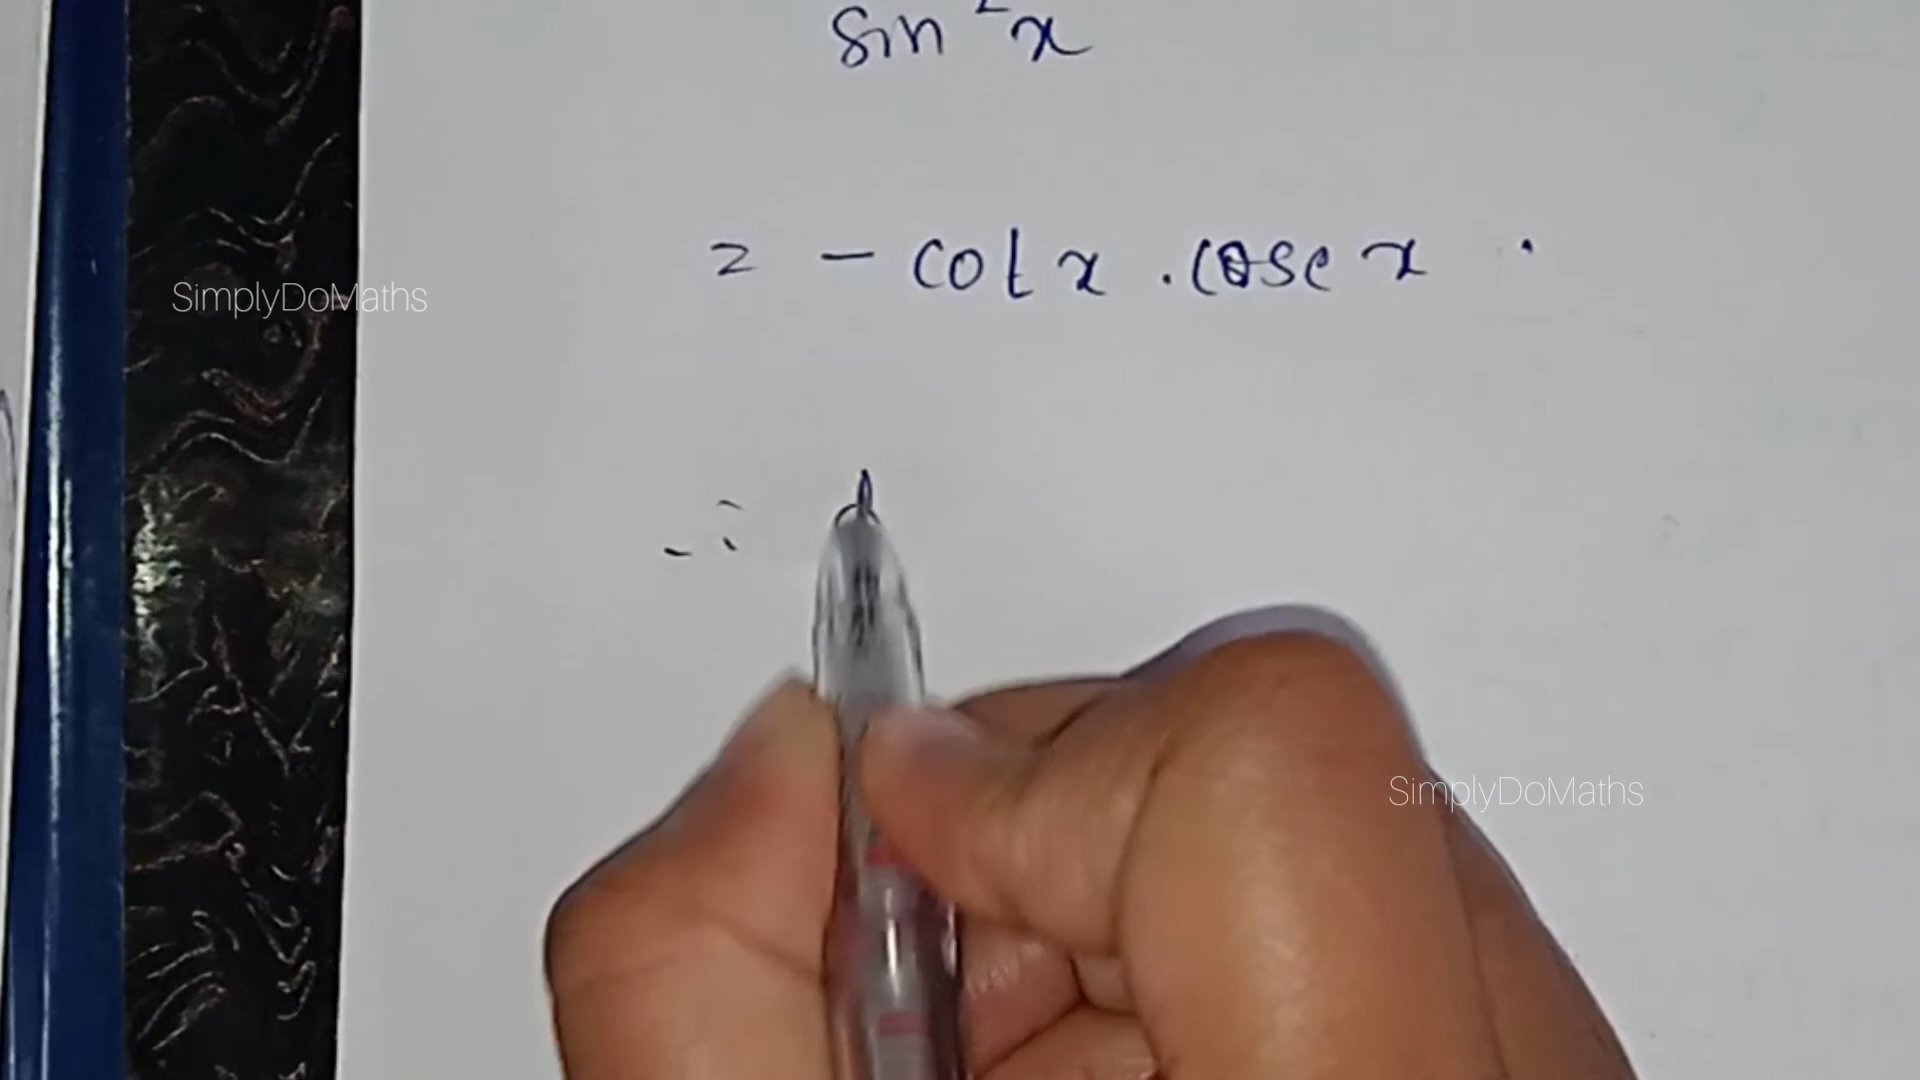 sin²x
= - cot x . cosec x .
SimplyDoMaths
∴
SimplyDoMaths